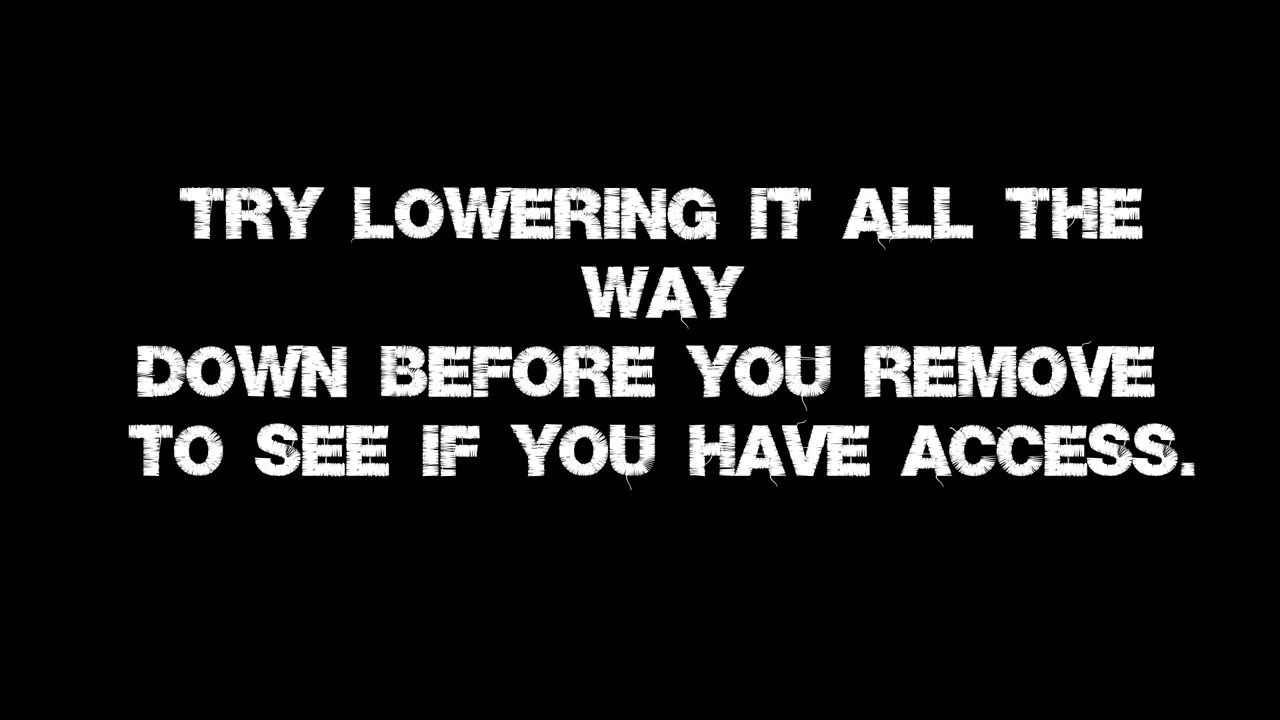 TRY LOWERING IT ALL THE
WAY
DOWN BEFORE YOU REMOVE
TO SEE IF YOU HAVE ACCESS.